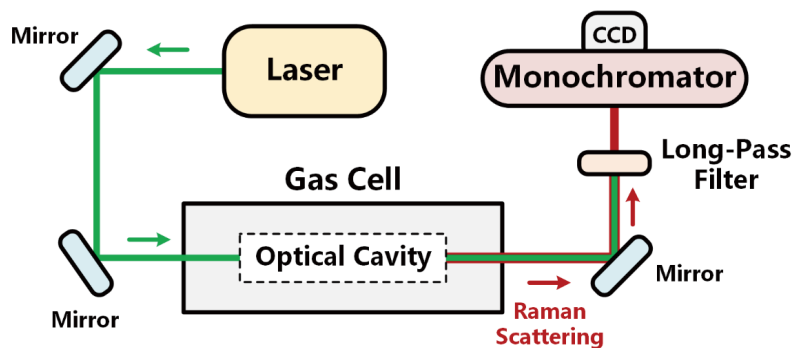 Mirror
Laser
CCD
Monochromator
Long-Pass
Filter
Gas Cell
Optical Cavity
Mirror
Mirror
Raman
Scattering